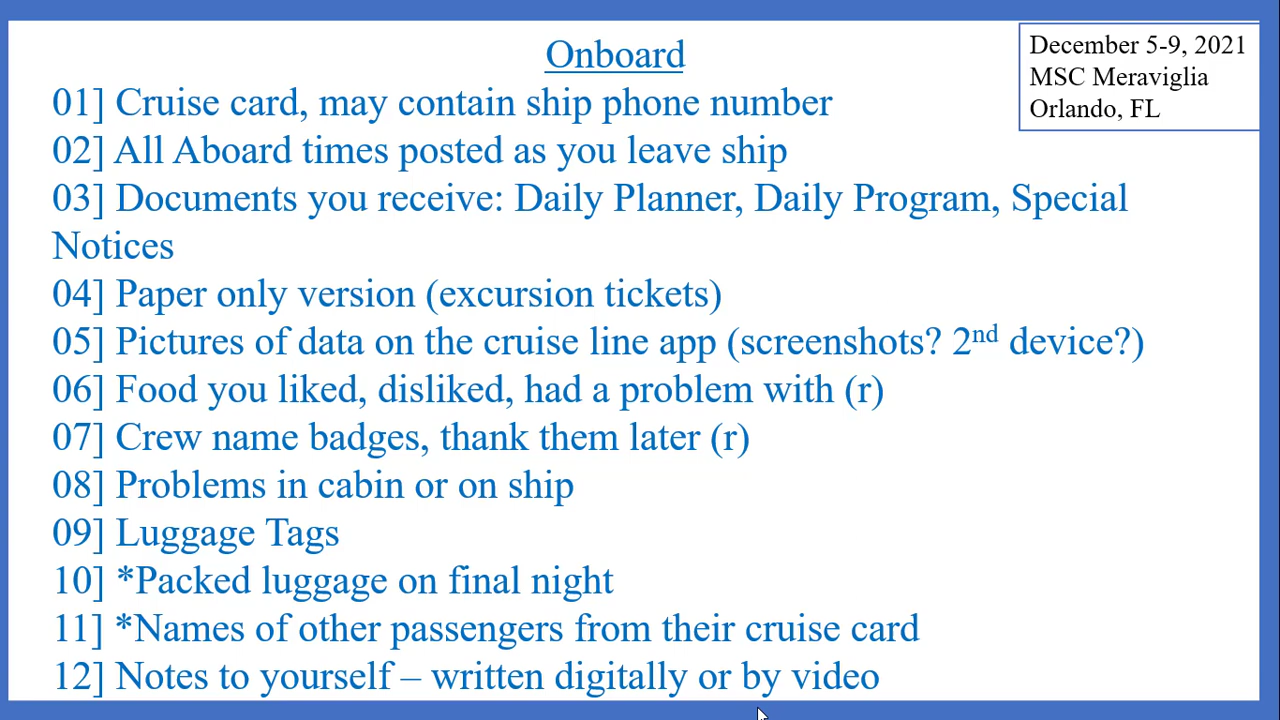 Onboard
December 5-9, 2021
MSC Meraviglia
Orlando, FL
01] Cruise card, may contain ship phone number
02] All Aboard times posted as you leave ship
03] Documents you receive: Daily Planner, Daily Program, Special
Notices
04] Paper only version (excursion tickets)
05] Pictures of data on the cruise line app (screenshots? 2nd device?)
06] Food you liked, disliked, had a problem with (r)
07] Crew name badges, thank them later (r)
08] Problems in cabin or on ship
09] Luggage Tags
10] *Packed luggage on final night
11] *Names of other passengers from their cruise card
12] Notes to yourself – written digitally or by video